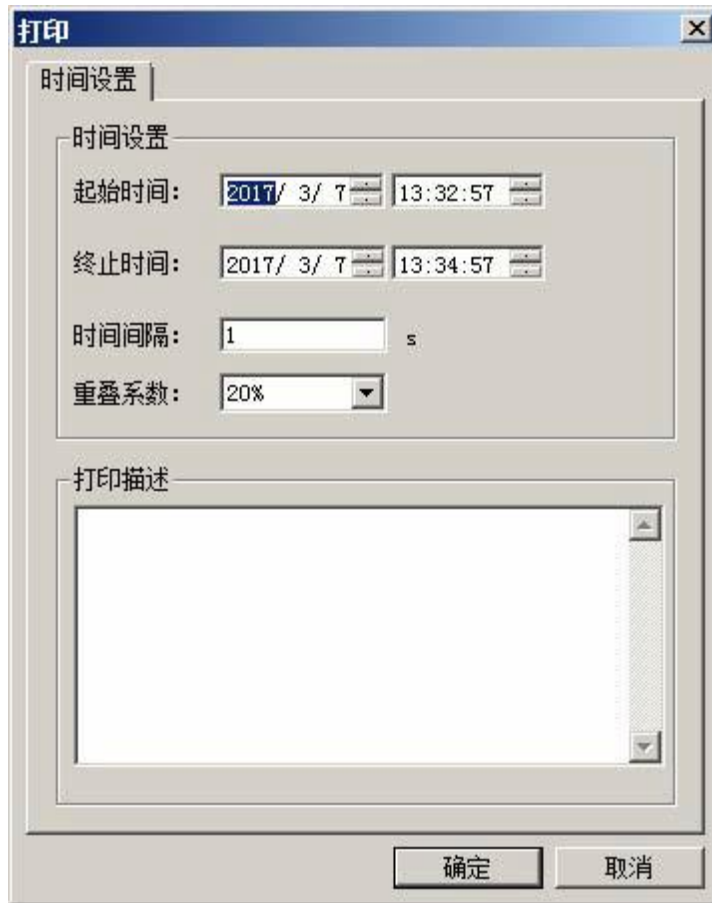 打印
时间设置
时间设置
起始时间： 2017/ 3/ 7 13:32:57
终止时间： 2017/ 3/ 7 13:34:57
时间间隔： 1 s
重叠系数： 20%
打印描述
确定 取消